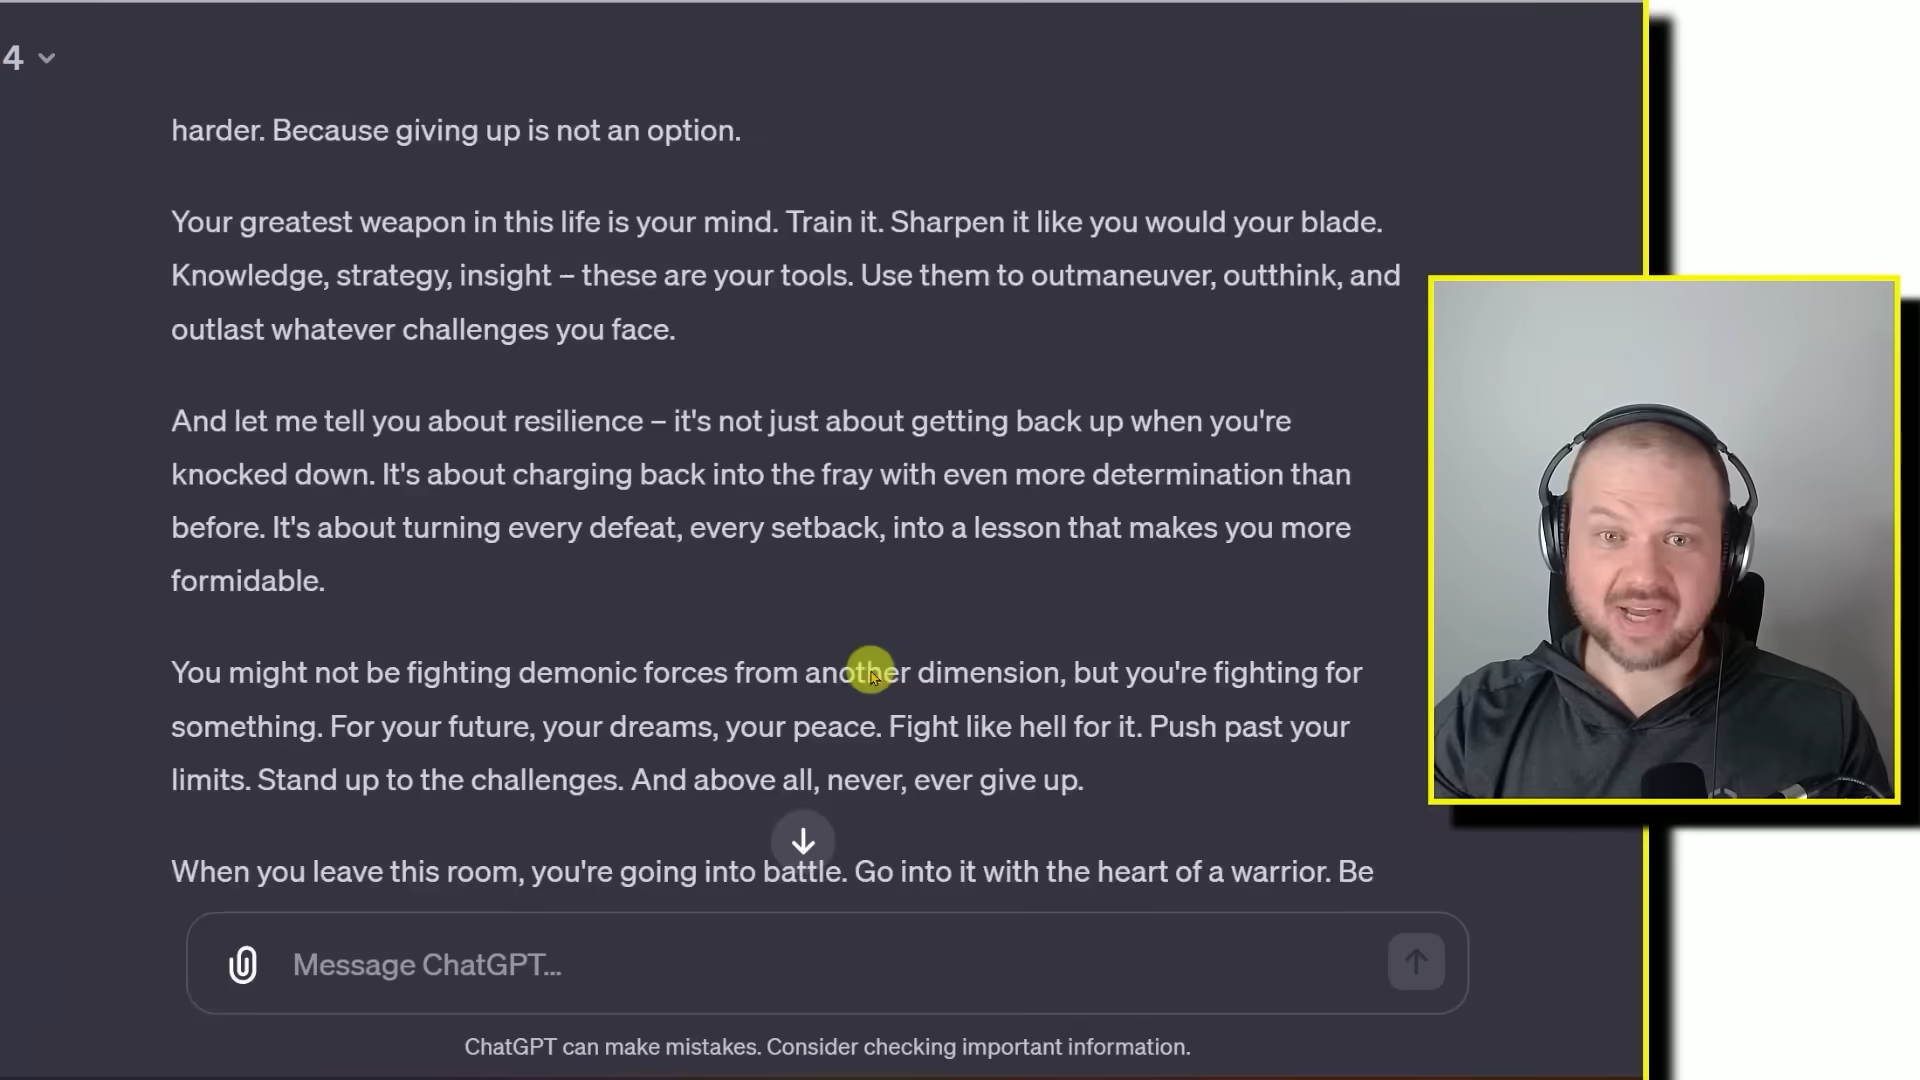 4
harder. Because giving up is not an option.
Your greatest weapon in this life is your mind. Train it. Sharpen it like you would your blade.
Knowledge, strategy, insight – these are your tools. Use them to outmaneuver, outthink, and
outlast whatever challenges you face.
And let me tell you about resilience – it's not just about getting back up when you're
knocked down. It's about charging back into the fray with even more determination than
before. It's about turning every defeat, every setback, into a lesson that makes you more
formidable.
You might not be fighting demonic forces from another dimension, but you're fighting for
something. For your future, your dreams, your peace. Fight like hell for it. Push past your
limits. Stand up to the challenges. And above all, never, ever give up.
When you leave this room, you're going into battle. Go into it with the heart of a warrior. Be
Message ChatGPT...
ChatGPT can make mistakes. Consider checking important information.